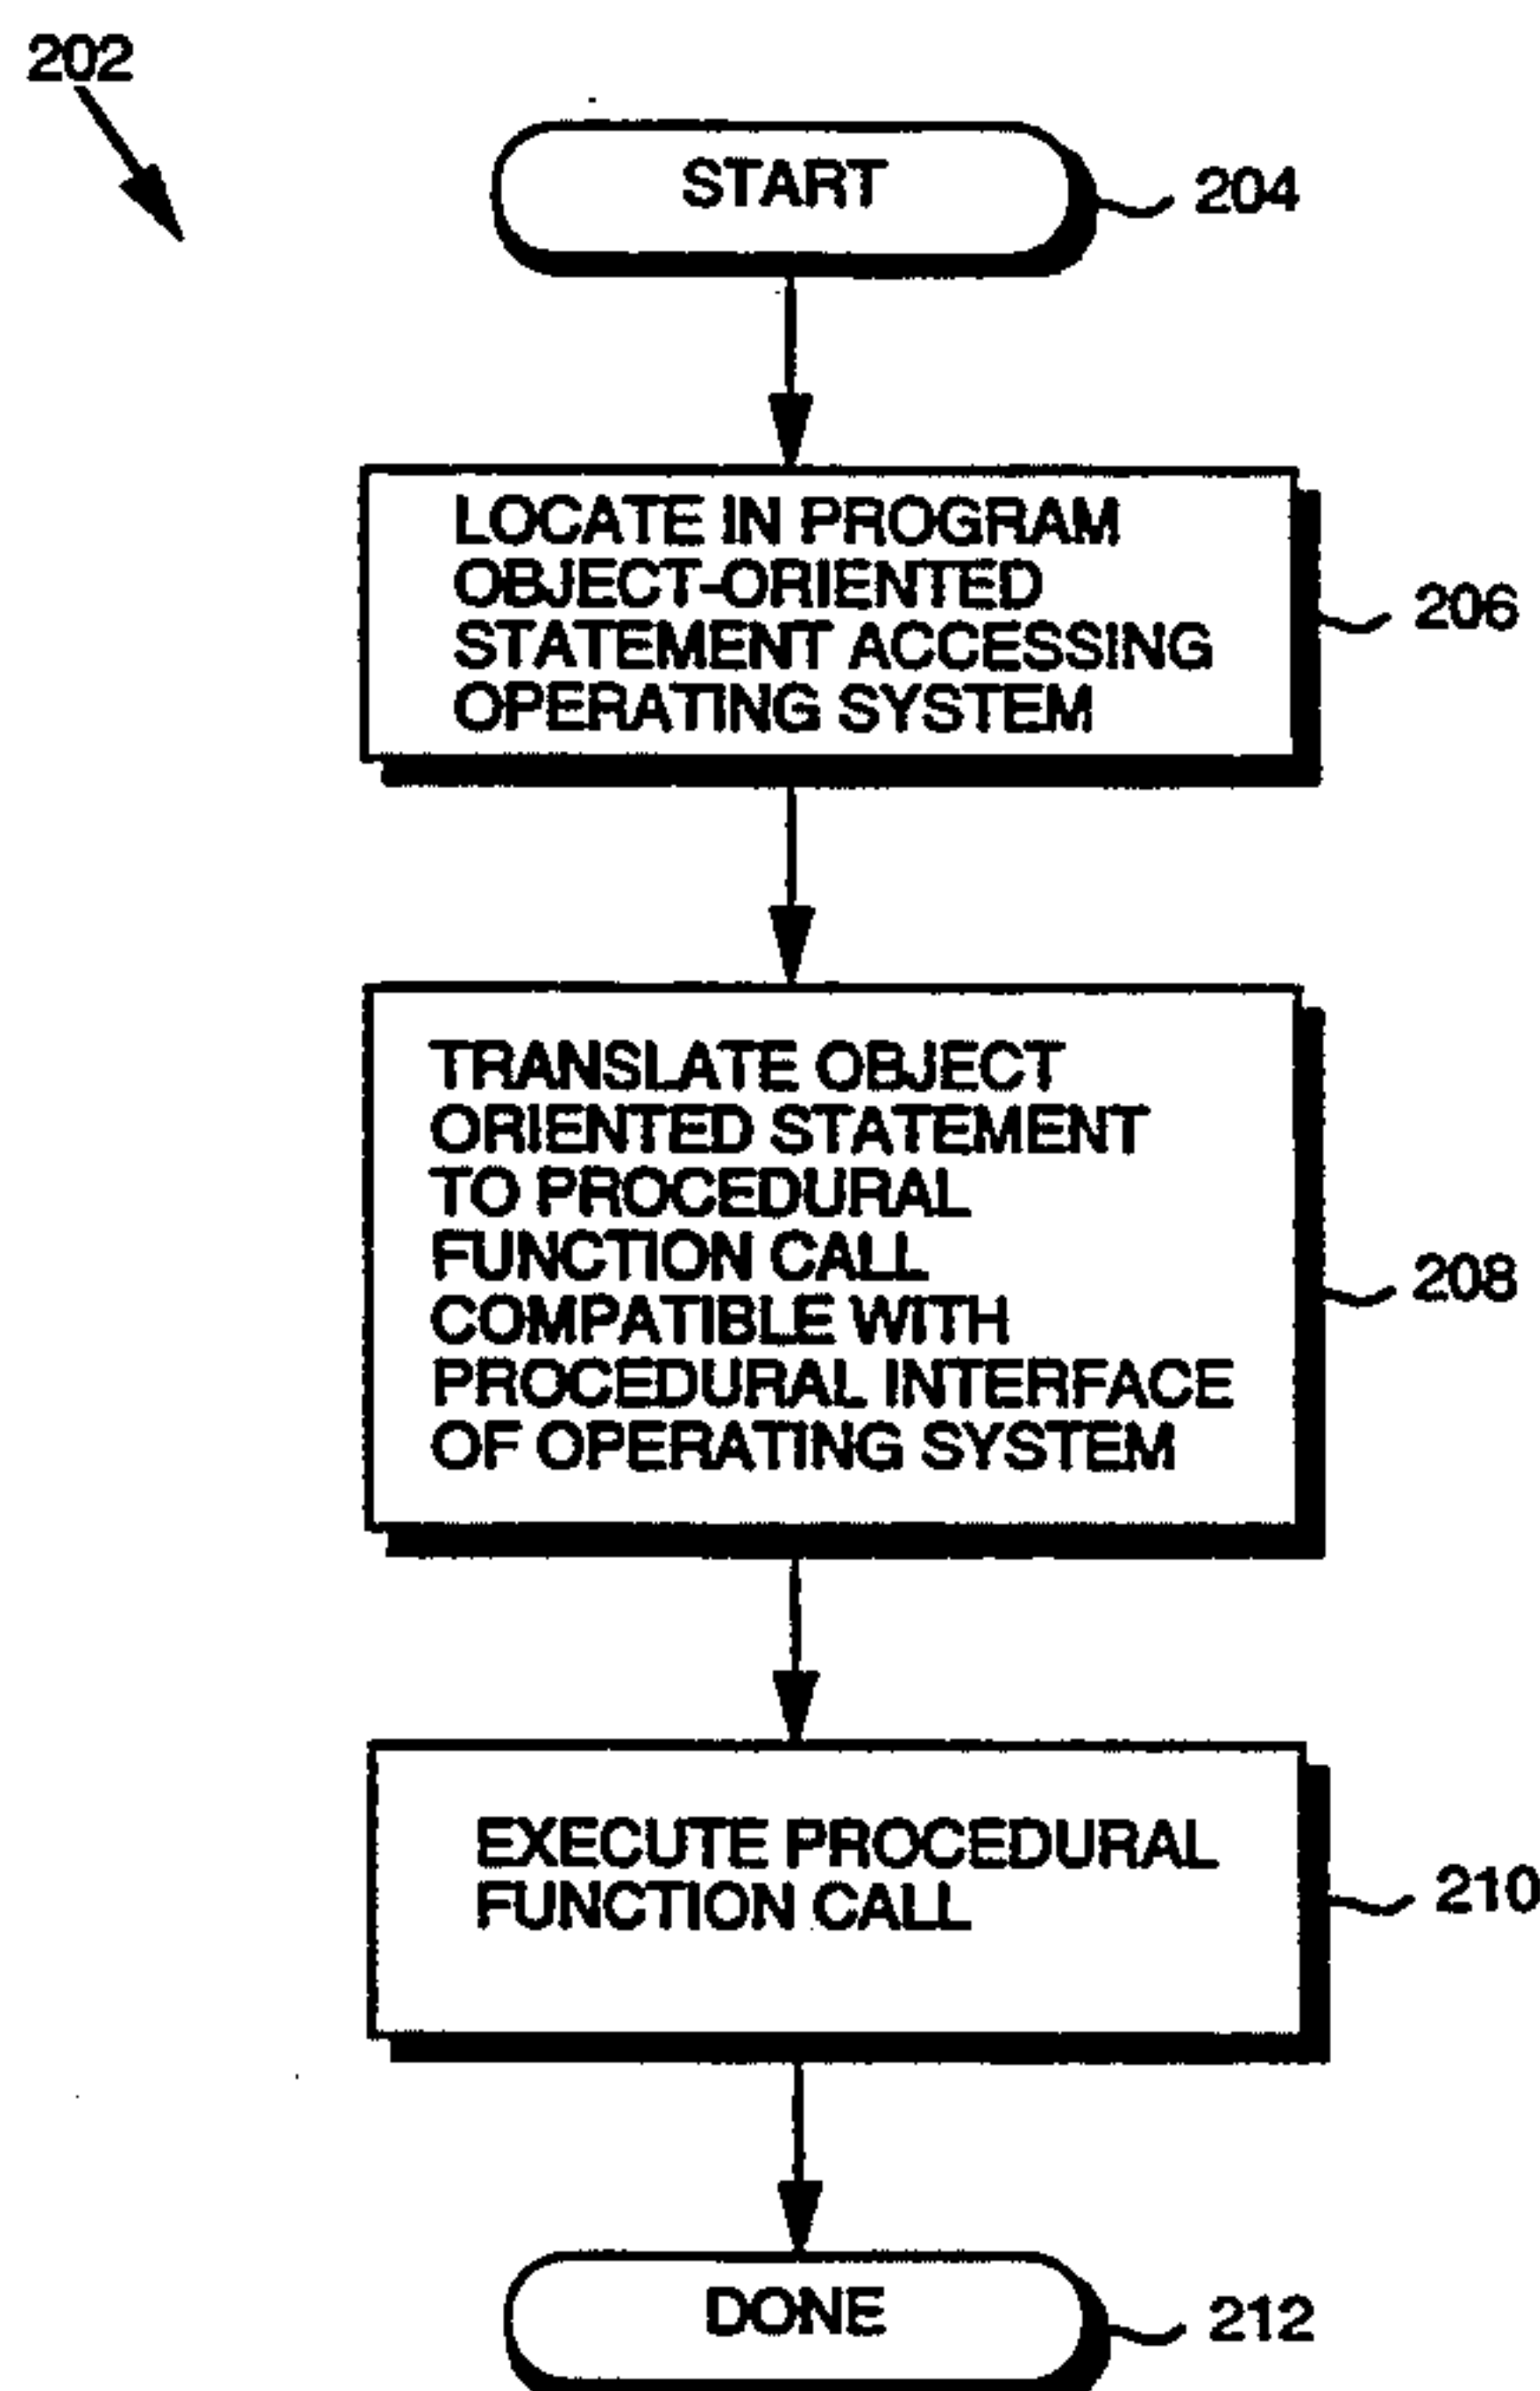 202
START
204
LOCATE IN PROGRAM
OBJECT-ORIENTED
STATEMENT ACCESSING
OPERATING SYSTEM
206
TRANSLATE OBJECT
ORIENTED STATEMENT
TO PROCEDURAL
FUNCTION CALL
COMPATIBLE WITH
PROCEDURAL INTERFACE
OF OPERATING SYSTEM
208
EXECUTE PROCEDURAL
FUNCTION CALL
210
DONE
212